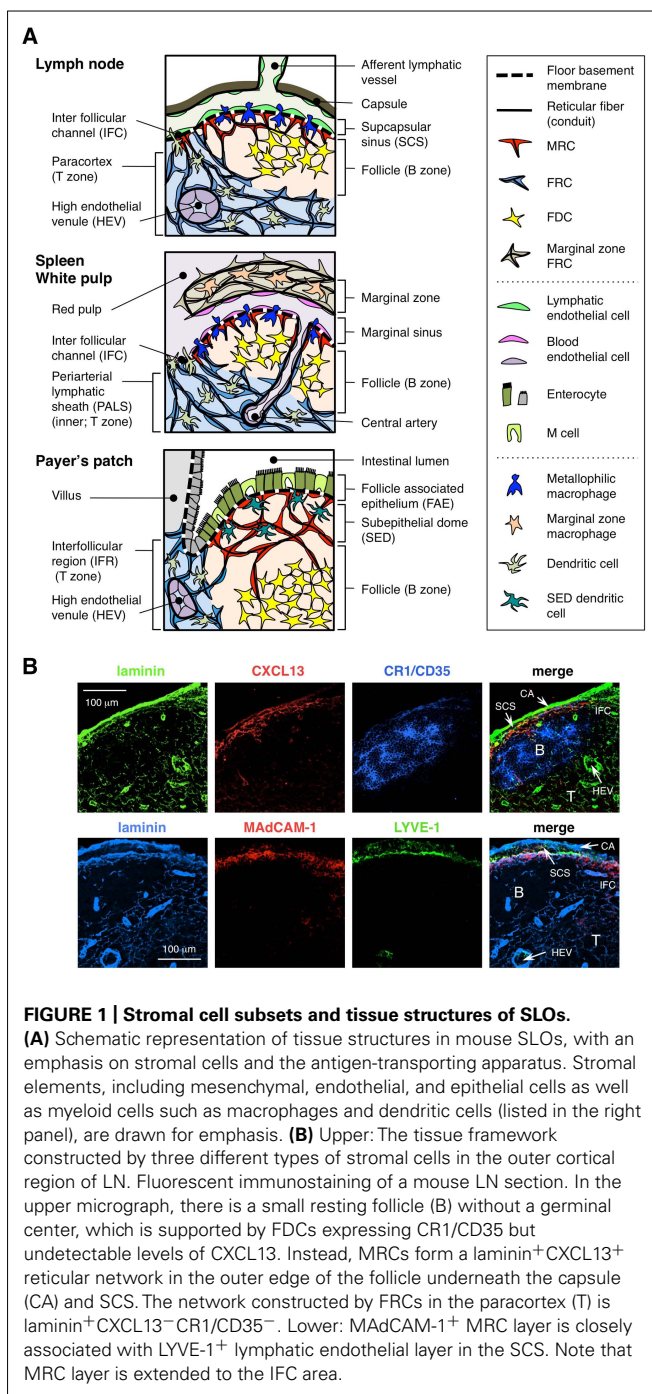 A
Lymph node
Inter follicular
channel (IFC)
Paracortex
(T zone)
High endothelial
venule (HEV)
Afferent lymphatic
vessel
Capsule
Supcapsular
sinus (SCS)
Follicle (B zone)
Spleen
White pulp
Red pulp
Inter follicular
channel (IFC)
Periarterial
lymphatic
sheath (PALS)
(inner; T zone)
Marginal zone
Marginal sinus
Follicle (B zone)
Central artery
Payer's patch
Villus
Interfollicular
region (IFR)
(T zone)
High endothelial
venule (HEV)
Intestinal lumen
Follicle associated
epithelium (FAE)
Subepithelial dome
(SED)
Follicle (B zone)
Floor basement
membrane
Reticular fiber
(conduit)
MRC
FRC
FDC
Marginal zone
FRC
Lymphatic
endothelial cell
Blood
endothelial cell
Enterocyte
M cell
Metallophilic
macrophage
Marginal zone
macrophage
Dendritic cell
SED dendritic
cell
B
laminin CXCL13 CR1/CD35 merge
100 μm
CA
SCS
IFC
B
HEV
T
laminin MAdCAM-1 LYVE-1 merge
100 μm
CA
SCS
IFC
B
T
HEV
FIGURE 1 | Stromal cell subsets and tissue structures of SLOs.
(A) Schematic representation of tissue structures in mouse SLOs, with an
emphasis on stromal cells and the antigen-transporting apparatus. Stromal
elements, including mesenchymal, endothelial, and epithelial cells as well
as myeloid cells such as macrophages and dendritic cells (listed in the right
panel), are drawn for emphasis. (B) Upper: The tissue framework
constructed by three different types of stromal cells in the outer cortical
region of LN. Fluorescent immunostaining of a mouse LN section. In the
upper micrograph, there is a small resting follicle (B) without a germinal
center, which is supported by FDCs expressing CR1/CD35 but
undetectable levels of CXCL13. Instead, MRCs form a laminin⁺CXCL13⁺
reticular network in the outer edge of the follicle underneath the capsule
(CA) and SCS. The network constructed by FRCs in the paracortex (T) is
laminin⁺CXCL13⁻CR1/CD35⁻. Lower: MAdCAM-1⁺ MRC layer is closely
associated with LYVE-1⁺ lymphatic endothelial layer in the SCS. Note that
MRC layer is extended to the IFC area.